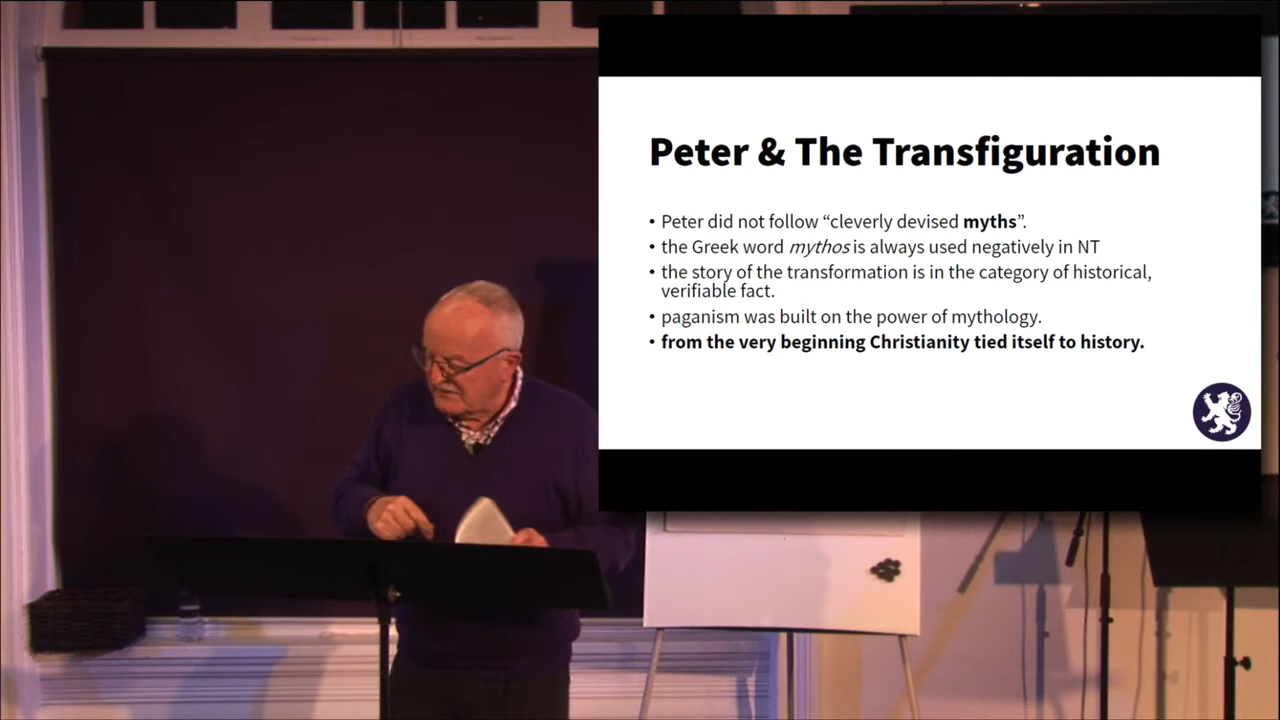 Peter & The Transfiguration
• Peter did not follow “cleverly devised myths”.
• the Greek word mythos is always used negatively in NT
• the story of the transformation is in the category of historical,
verifiable fact.
• paganism was built on the power of mythology.
• from the very beginning Christianity tied itself to history.